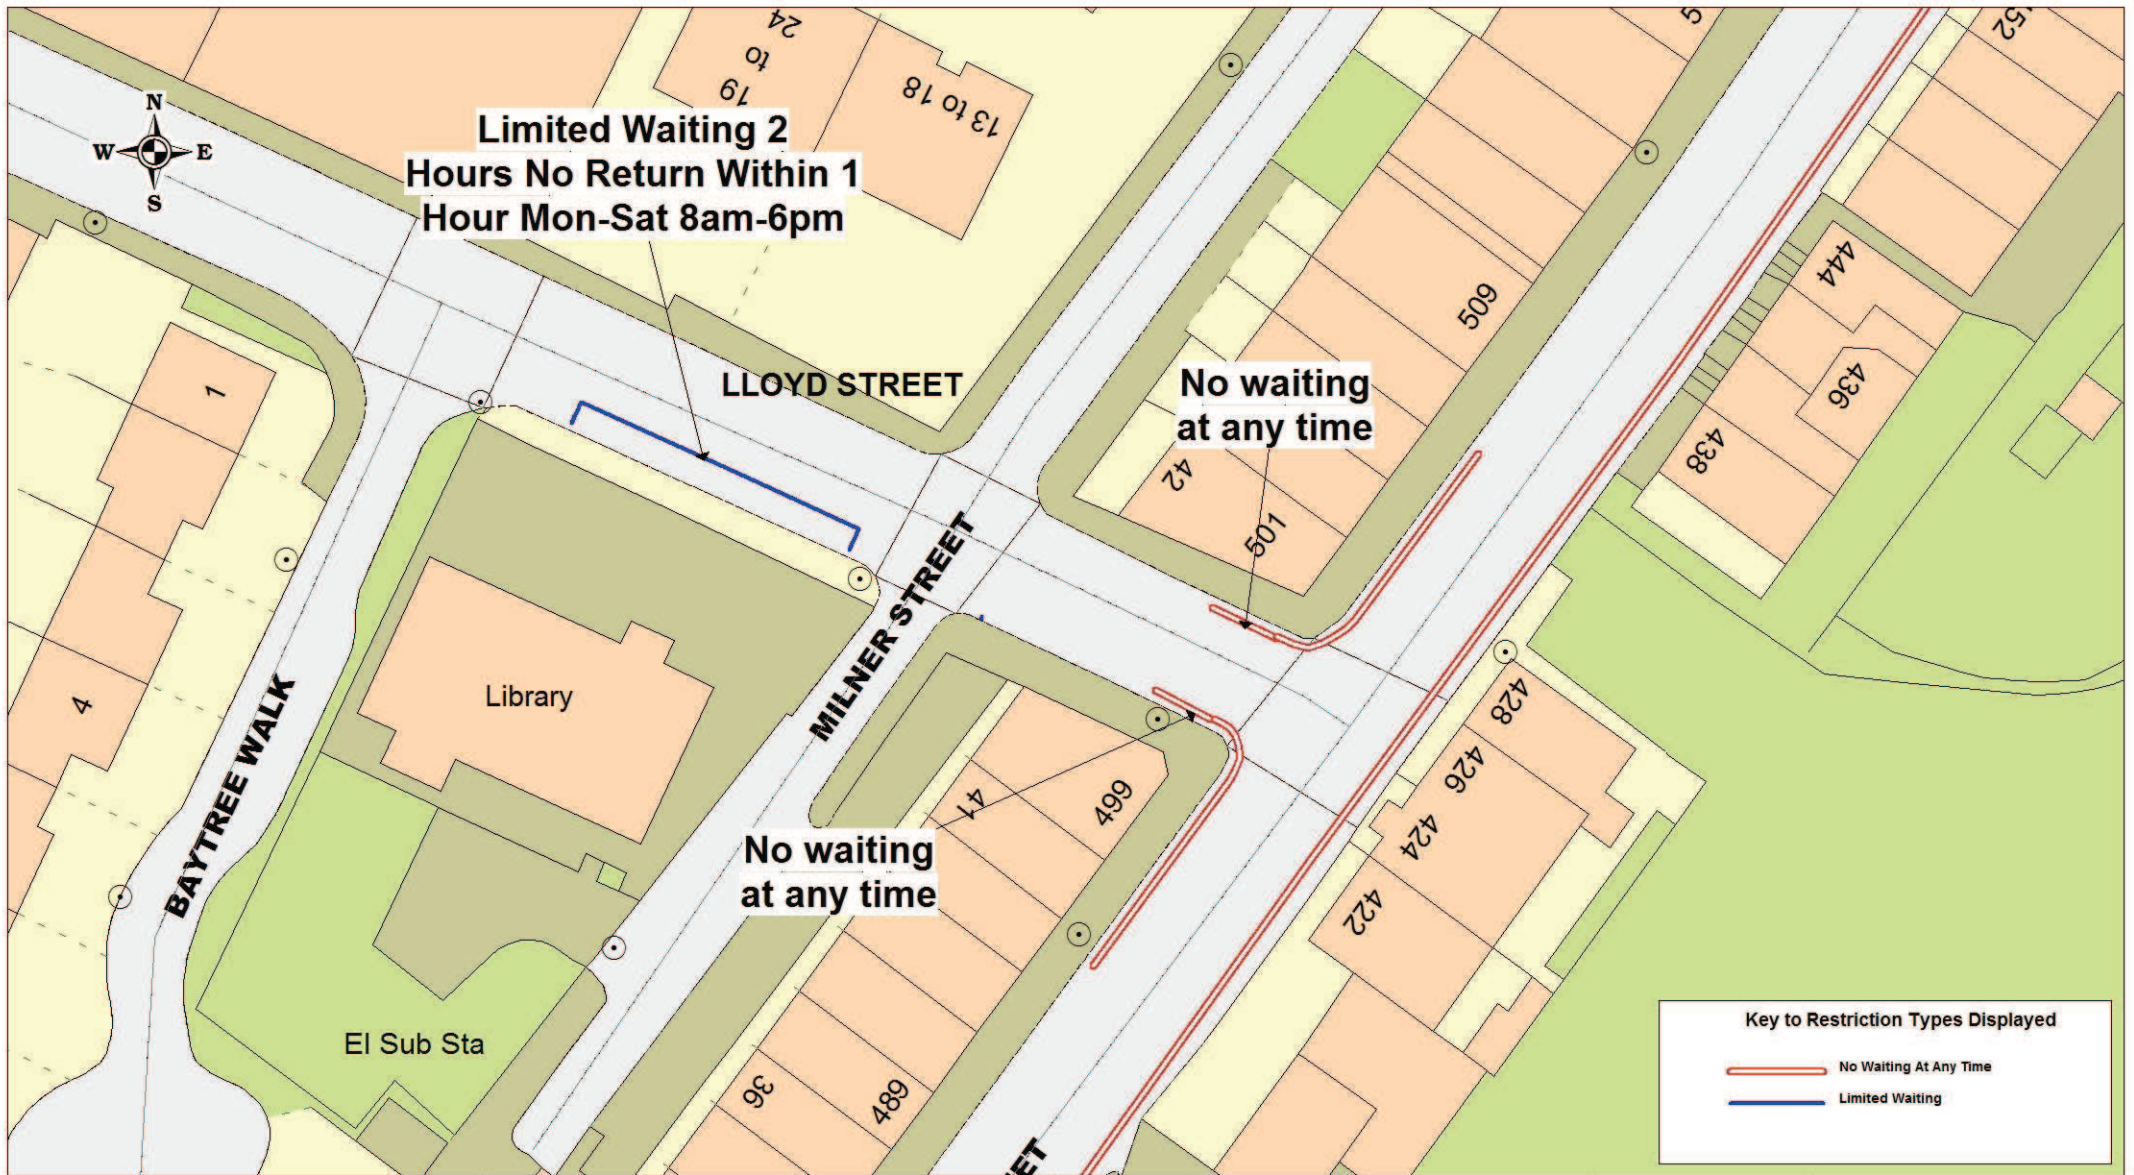 24
to
19
13 to 18
52
5
N
W E
S
Limited Waiting 2
Hours No Return Within 1
Hour Mon-Sat 8am-6pm
LLOYD STREET
No waiting
at any time
509
444
436
438
42
501
1
4
Library
MILNER STREET
BAYTREE WALK
428
426
424
422
41
499
No waiting
at any time
El Sub Sta
36
489
ET
Key to Restriction Types Displayed
No Waiting At Any Time
Limited Waiting